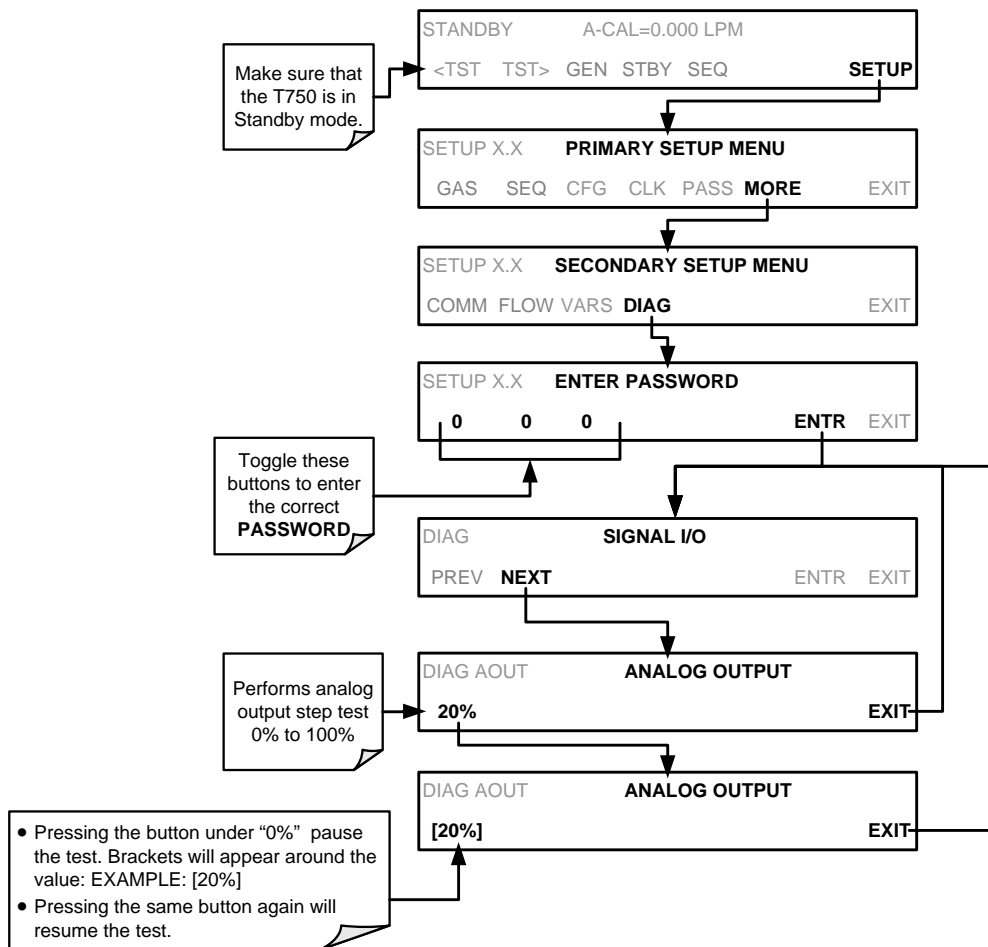 STANDBY A-CAL=0.000 LPM
<TST TST> GEN STBY SEQ SETUP
Make sure that
the T750 is in
Standby mode.
SETUP X.X PRIMARY SETUP MENU
GAS SEQ CFG CLK PASS MORE EXIT
SETUP X.X SECONDARY SETUP MENU
COMM FLOW VARS DIAG EXIT
SETUP X.X ENTER PASSWORD
0 0 0 ENTR EXIT
Toggle these
buttons to enter
the correct
PASSWORD
DIAG SIGNAL I/O
PREV NEXT ENTR EXIT
DIAG AOUT ANALOG OUTPUT
20% EXIT
Performs analog
output step test
0% to 100%
DIAG AOUT ANALOG OUTPUT
[20%] EXIT
• Pressing the button under “0%” pause
the test. Brackets will appear around the
value: EXAMPLE: [20%]
• Pressing the same button again will
resume the test.